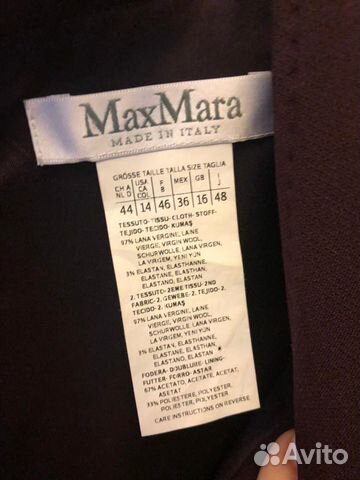 MaxMara
MADE IN ITALY
GRÖSSE TAILLE TALLA SIZE TAGLIA
CH A NL D USA CA COL F B MEX GB J
44 14 46 36 16 48
TESSUTO-TISSU-CLOTH-STOFF-
TEJIDO-TECIDO-KUMAŞ
97% LANA VERGINE, LAINE
VIERGE, VIRGIN WOOL,
SCHURWOLLE, LANA VIRGEN,
LA VIRGEM, YENI YÜN
3% ELASTAN, ELASTHANNE,
ELASTANE, ELASTHAN,
ELASTANO, ELASTAN
2. TESSUTO-2EME TISSU-2ND
FABRIC-2. GEWEBE-2. TEJIDO-2.
TECIDO-2. KUMAŞ
97% LANA VERGINE, LAINE
VIERGE, VIRGIN WOOL,
SCHURWOLLE, LANA VIRGEN,
LA VIRGEM, YENI YÜN
3% ELASTAN, ELASTHANNE,
ELASTANE, ELASTHAN,
ELASTANO, ELASTAN
FODERA-DOUBLURE-LINING-
FUTTER-FORRO-ASTAR
67% ACETATO, ACETATE, ACETAT,
ASETAT
33% POLIESTERE, POLYESTER,
POLYESTER, POLIESTER
CARE INSTRUCTIONS ON REVERSE
Avito